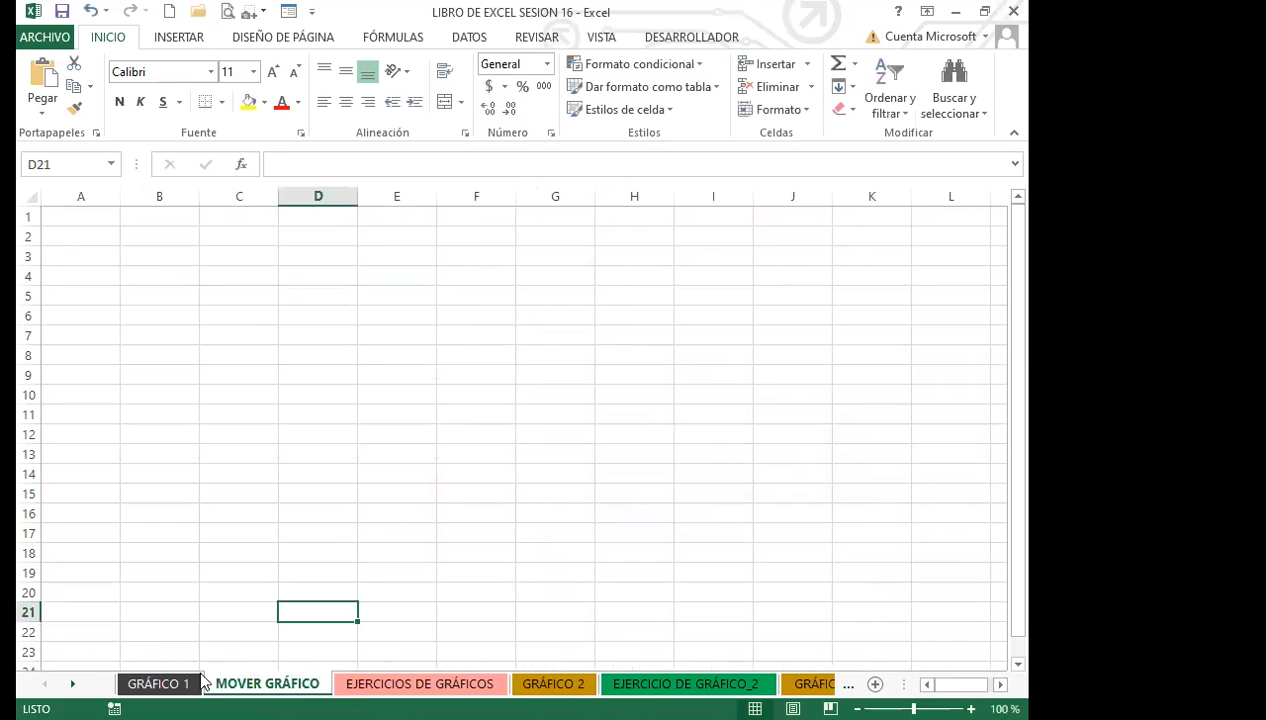 LIBRO DE EXCEL SESION 16 - Excel
?
ARCHIVO INICIO INSERTAR DISEÑO DE PÁGINA FÓRMULAS DATOS REVISAR VISTA DESARROLLADOR Cuenta Microsoft
Pegar
Portapapeles
Calibri 11
N K S A
Fuente
Alineación
General
$ % 000
Número
Formato condicional
Dar formato como tabla
Estilos de celda
Estilos
Insertar
Eliminar
Formato
Celdas
Ordenar y filtrar
Buscar y seleccionar
Modificar
D21 fx
A B C D E F G H I J K L
1
2
3
4
5
6
7
8
9
10
11
12
13
14
15
16
17
18
19
20
21
22
23
24
GRÁFICO 1 MOVER GRÁFICO EJERCICIOS DE GRÁFICOS GRÁFICO 2 EJERCICIO DE GRÁFICO_2 GRÁFIC ...
LISTO 100 %